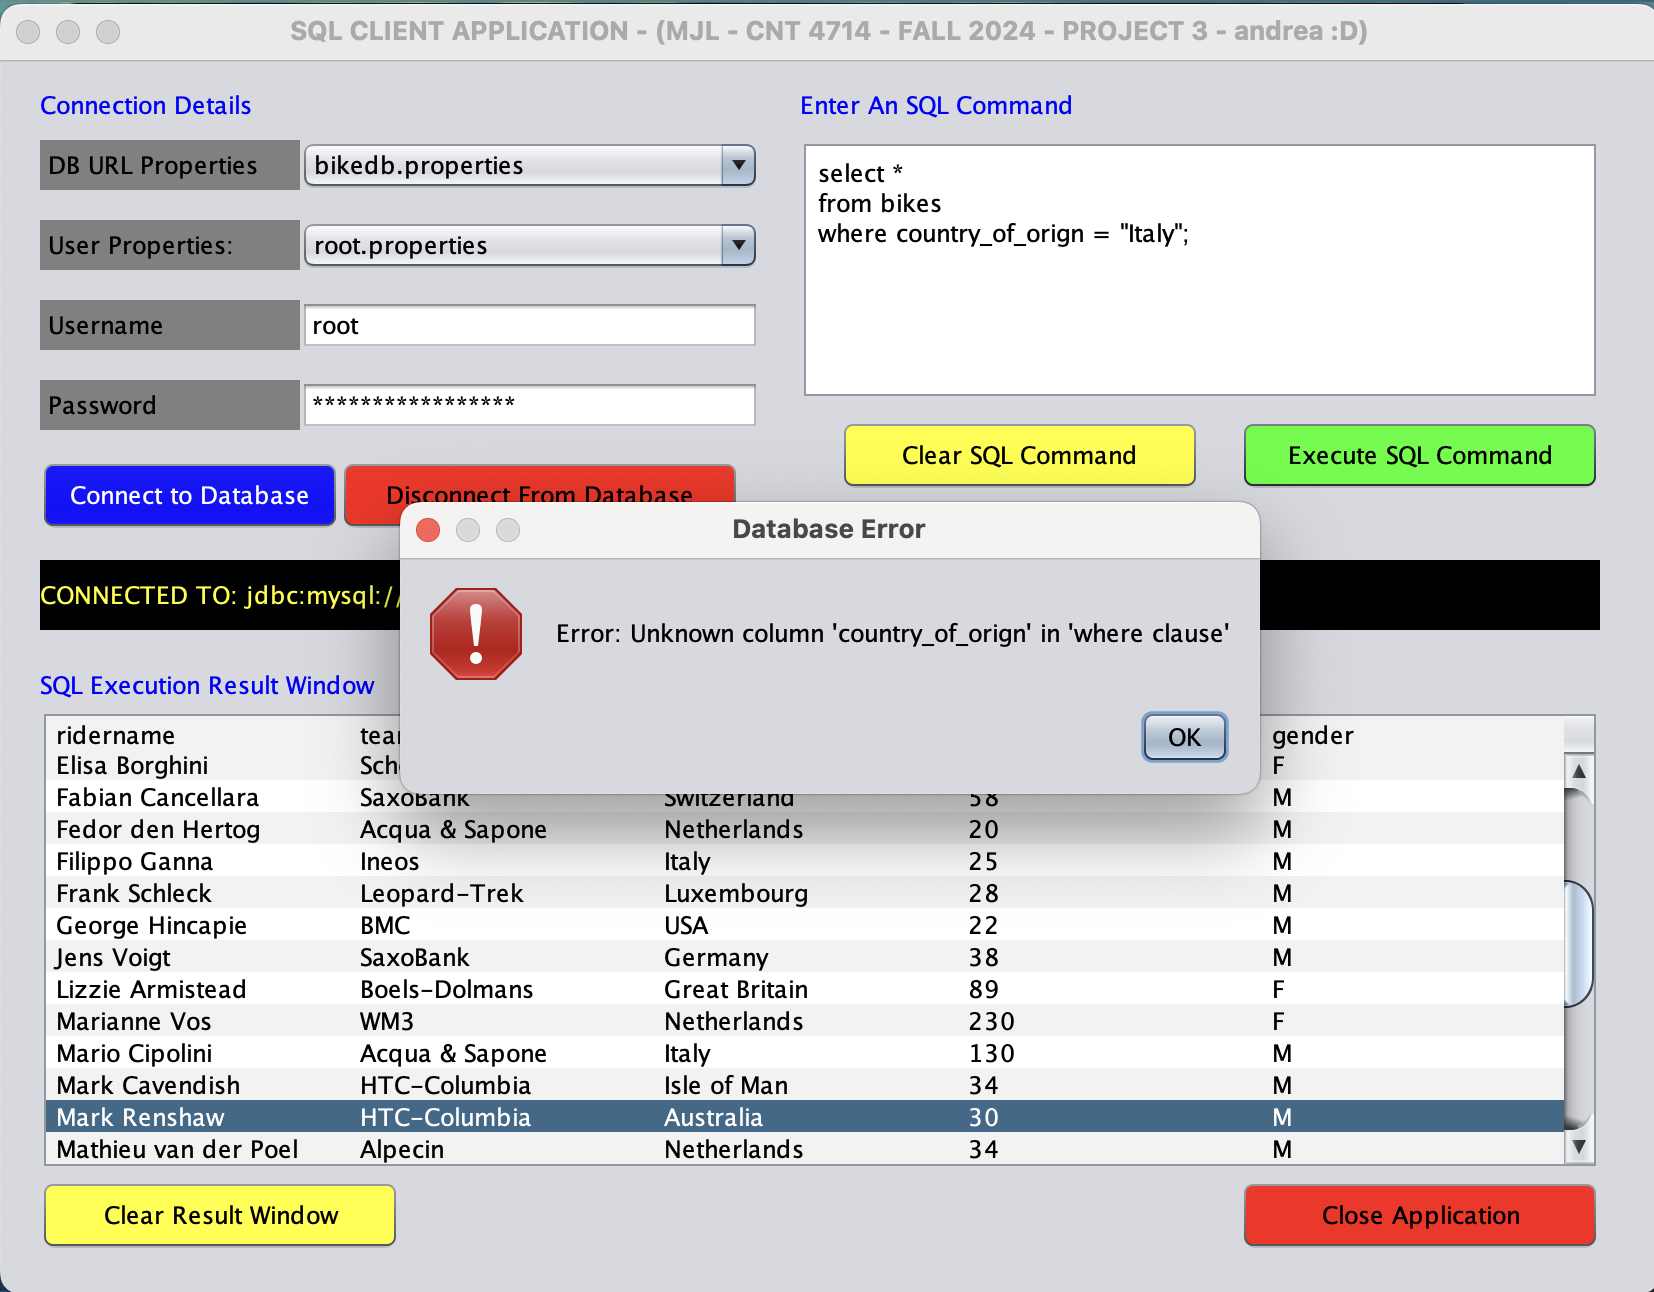 SQL CLIENT APPLICATION - (MJL - CNT 4714 - FALL 2024 - PROJECT 3 - andrea :D)
Connection Details
DB URL Properties bikedb.properties
User Properties: root.properties
Username root
Password *****************
Connect to Database Disconnect From Database
Enter An SQL Command
select *
from bikes
where country_of_orign = "Italy";
Clear SQL Command Execute SQL Command
CONNECTED TO: jdbc:mysql://
Database Error
Error: Unknown column 'country_of_orign' in 'where clause'
OK
SQL Execution Result Window
ridername gender
Elisa Borghini F
Fabian Cancellara SaxoBank Switzerland 58 M
Fedor den Hertog Acqua & Sapone Netherlands 20 M
Filippo Ganna Ineos Italy 25 M
Frank Schleck Leopard-Trek Luxembourg 28 M
George Hincapie BMC USA 22 M
Jens Voigt SaxoBank Germany 38 M
Lizzie Armistead Boels-Dolmans Great Britain 89 F
Marianne Vos WM3 Netherlands 230 F
Mario Cipolini Acqua & Sapone Italy 130 M
Mark Cavendish HTC-Columbia Isle of Man 34 M
Mark Renshaw HTC-Columbia Australia 30 M
Mathieu van der Poel Alpecin Netherlands 34 M
Clear Result Window Close Application